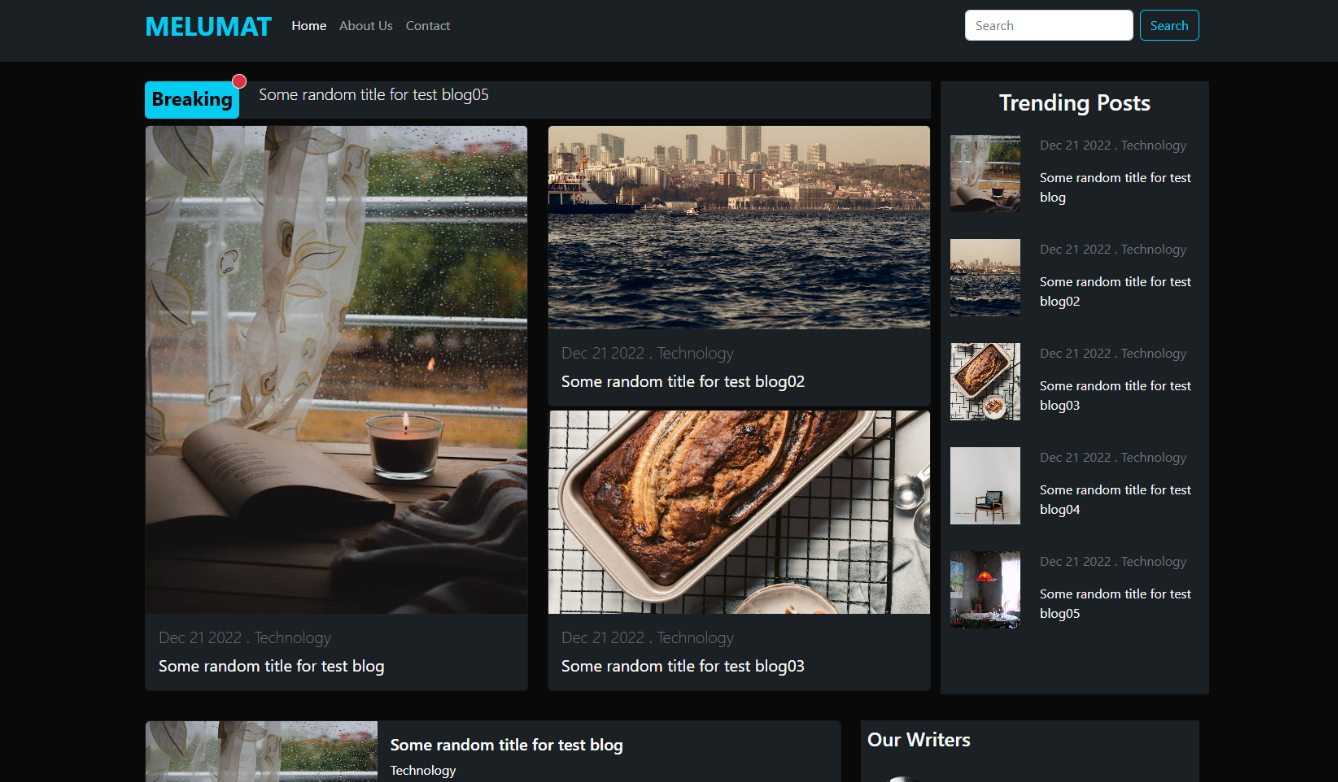 MELUMAT
Home
About Us
Contact
Search
Search
Breaking
Some random title for test blog05
Dec 21 2022 . Technology
Some random title for test blog
Dec 21 2022 . Technology
Some random title for test blog02
Dec 21 2022 . Technology
Some random title for test blog03
Trending Posts
Dec 21 2022 . Technology
Some random title for test
blog
Dec 21 2022 . Technology
Some random title for test
blog02
Dec 21 2022 . Technology
Some random title for test
blog03
Dec 21 2022 . Technology
Some random title for test
blog04
Dec 21 2022 . Technology
Some random title for test
blog05
Some random title for test blog
Technology
Our Writers